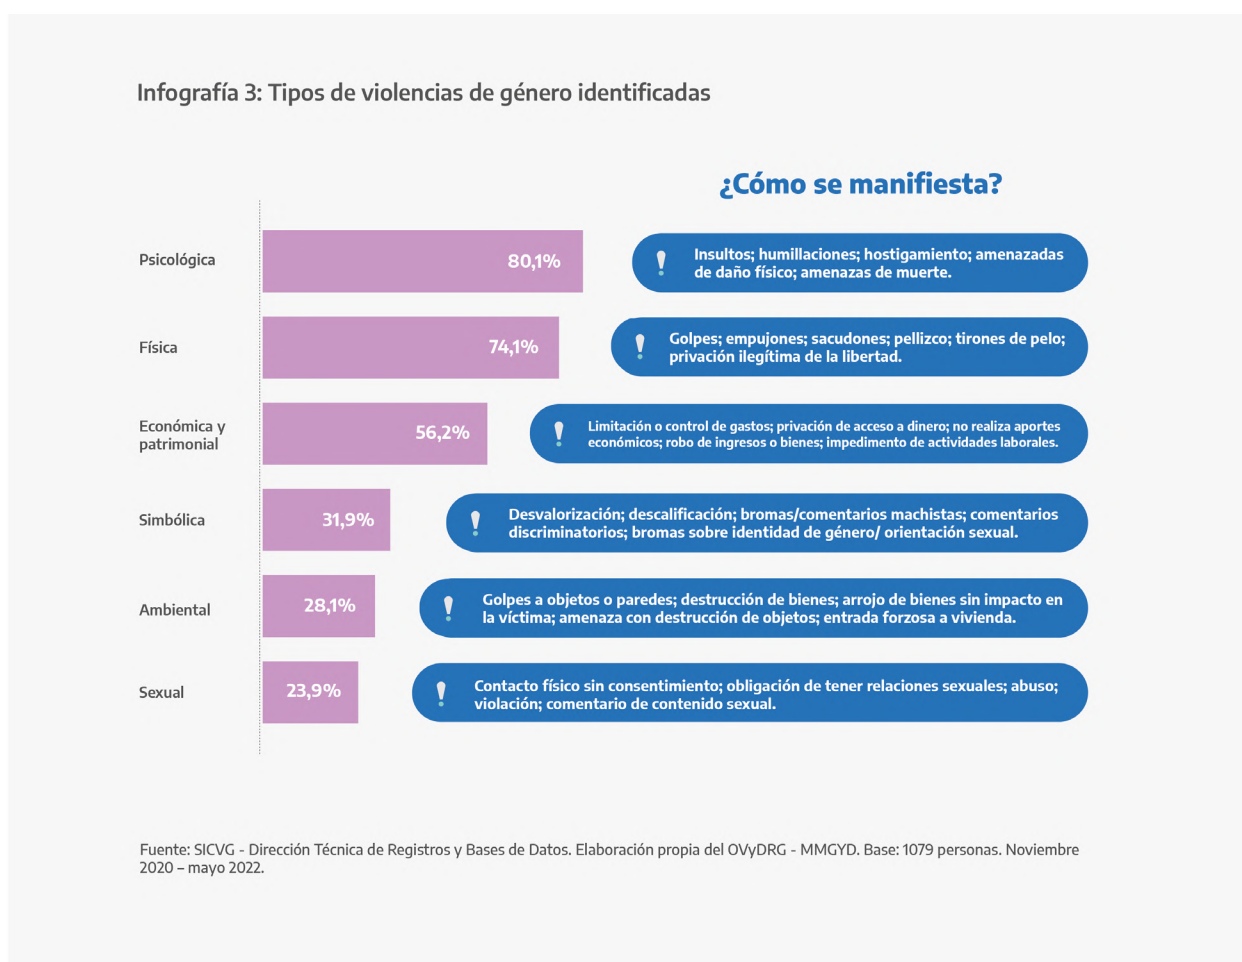 Infografía 3: Tipos de violencias de género identificadas
¿Cómo se manifiesta?
Psicológica
80,1%
Insultos; humillaciones; hostigamiento; amenazadas
de daño físico; amenazas de muerte.
Física
74,1%
Golpes; empujones; sacudones; pellizco; tirones de pelo;
privación ilegítima de la libertad.
Económica y
patrimonial
56,2%
Limitación o control de gastos; privación de acceso a dinero; no realiza aportes
económicos; robo de ingresos o bienes; impedimento de actividades laborales.
Simbólica
31,9%
Desvalorización; descalificación; bromas/comentarios machistas; comentarios
discriminatorios; bromas sobre identidad de género/ orientación sexual.
Ambiental
28,1%
Golpes a objetos o paredes; destrucción de bienes; arrojo de bienes sin impacto en
la víctima; amenaza con destrucción de objetos; entrada forzosa a vivienda.
Sexual
23,9%
Contacto físico sin consentimiento; obligación de tener relaciones sexuales; abuso;
violación; comentario de contenido sexual.
Fuente: SICVG - Dirección Técnica de Registros y Bases de Datos. Elaboración propia del OVyDRG - MMGYD. Base: 1079 personas. Noviembre
2020 – mayo 2022.